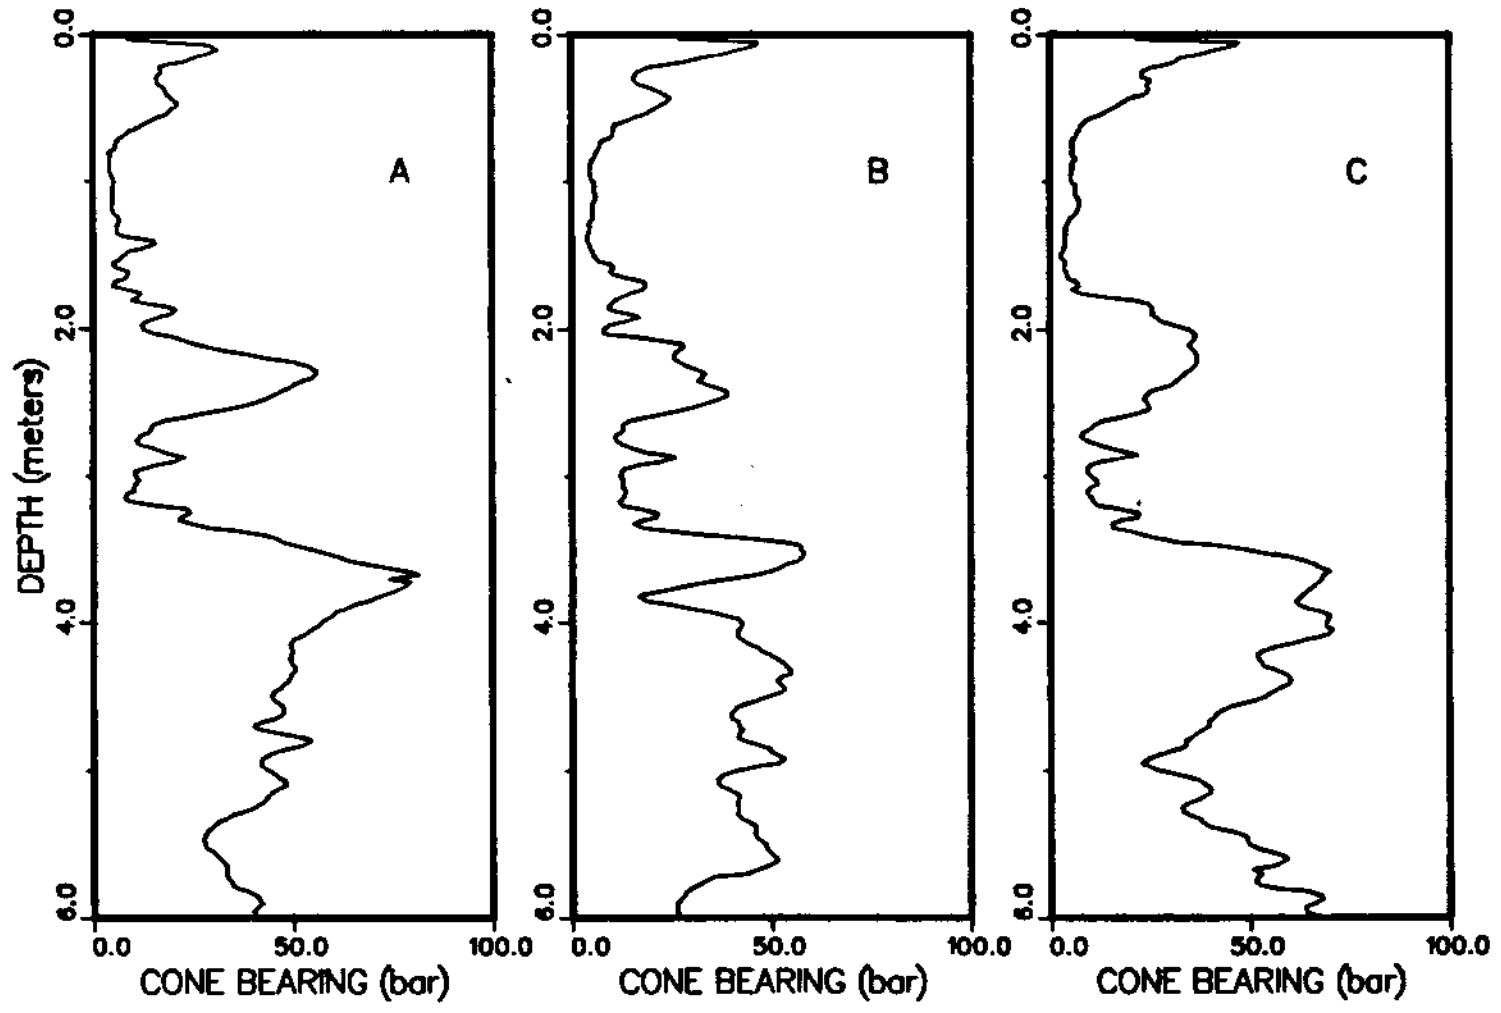 0.0 0.0 0.0
A B C
2.0 2.0 2.0
DEPTH (meters)
4.0 4.0 4.0
6.0 6.0 6.0
0.0 50.0 100.0 0.0 50.0 100.0 0.0 50.0 100.0
CONE BEARING (bar) CONE BEARING (bar) CONE BEARING (bar)